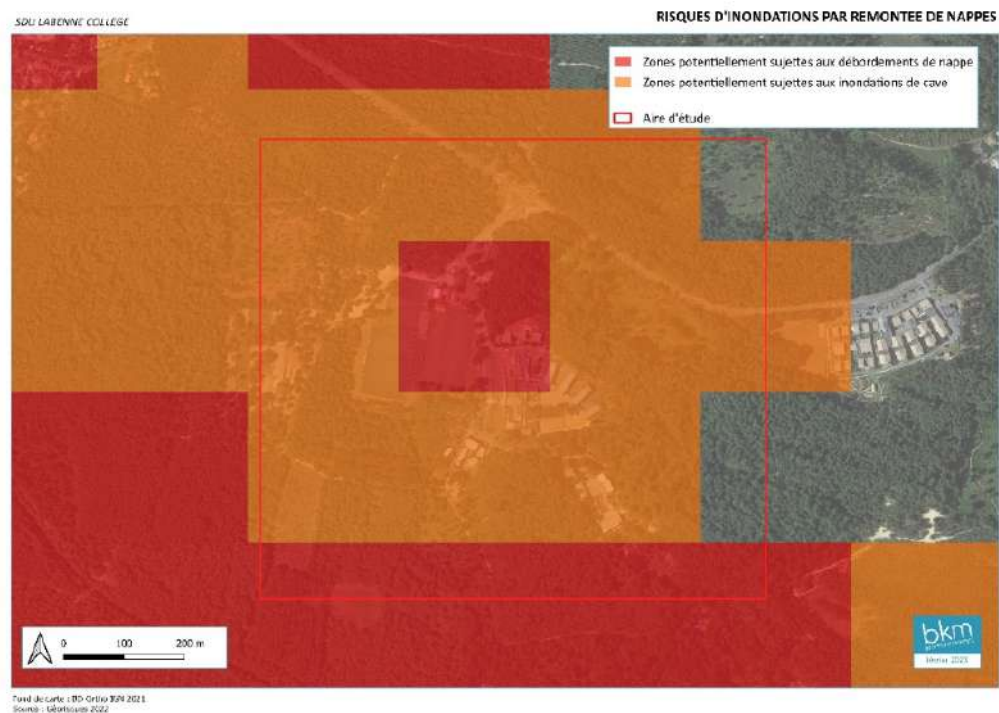 SDU LABENNE COLLEGE
RISQUES D'INONDATIONS PAR REMONTEE DE NAPPES
Zones potentiellement sujettes aux débordements de nappe
Zones potentiellement sujettes aux inondations de cave
Aire d'étude
0 100 200 m
bkm
février 2023
Fond de carte : BD Ortho IGN 2021
Source : Géorisques 2022